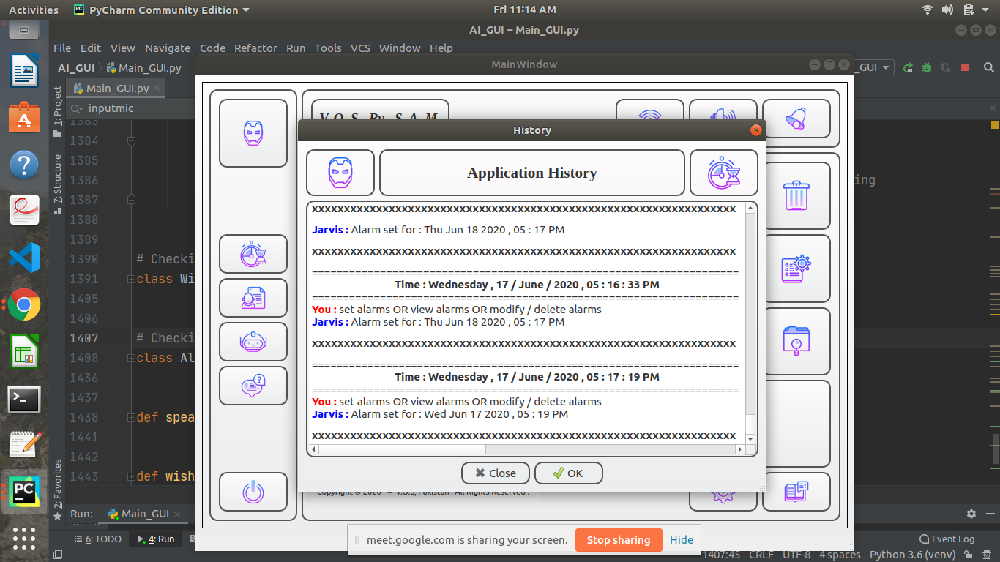 Activities PyCharm Community Edition Fri 11:14 AM
AI_GUI – Main_GUI.py
File Edit View Navigate Code Refactor Run Tools VCS Window Help
AI_GUI Main_GUI.py MainWindow _GUI
Main_GUI.py
inputmic
V.O.S By S.A.M
1: Project
7: Structure
2: Favorites
1383
1384
1385
1386
1387
1388
1389
1390 # Checki
1391 class Wi
1405
1406
1407 # Checki
1408 class Al
1436
1437
1438 def spea
1441
1442
1443 def wish
ing
History
Application History
xxxxxxxxxxxxxxxxxxxxxxxxxxxxxxxxxxxxxxxxxxxxxxxxxxxxxxxxxxxxxxxxxxx
Jarvis : Alarm set for : Thu Jun 18 2020 , 05 : 17 PM
xxxxxxxxxxxxxxxxxxxxxxxxxxxxxxxxxxxxxxxxxxxxxxxxxxxxxxxxxxxxxxxxxxx
=====================================================================
Time : Wednesday , 17 / June / 2020 , 05 : 16 : 33 PM
=====================================================================
You : set alarms OR view alarms OR modify / delete alarms
Jarvis : Alarm set for : Thu Jun 18 2020 , 05 : 17 PM
xxxxxxxxxxxxxxxxxxxxxxxxxxxxxxxxxxxxxxxxxxxxxxxxxxxxxxxxxxxxxxxxxxx
=====================================================================
Time : Wednesday , 17 / June / 2020 , 05 : 17 : 19 PM
=====================================================================
You : set alarms OR view alarms OR modify / delete alarms
Jarvis : Alarm set for : Wed Jun 17 2020 , 05 : 19 PM
xxxxxxxxxxxxxxxxxxxxxxxxxxxxxxxxxxxxxxxxxxxxxxxxxxxxxxxxxxxxxxxxxxx
Close OK
Copyright © 2020 V.O.S, Pakistan . All Rights Reserved .
Run: Main_GUI
meet.google.com is sharing your screen. Stop sharing Hide
6: TODO 4: Run Event Log
1407:45 CRLF UTF-8 4 spaces Python 3.6 (venv)